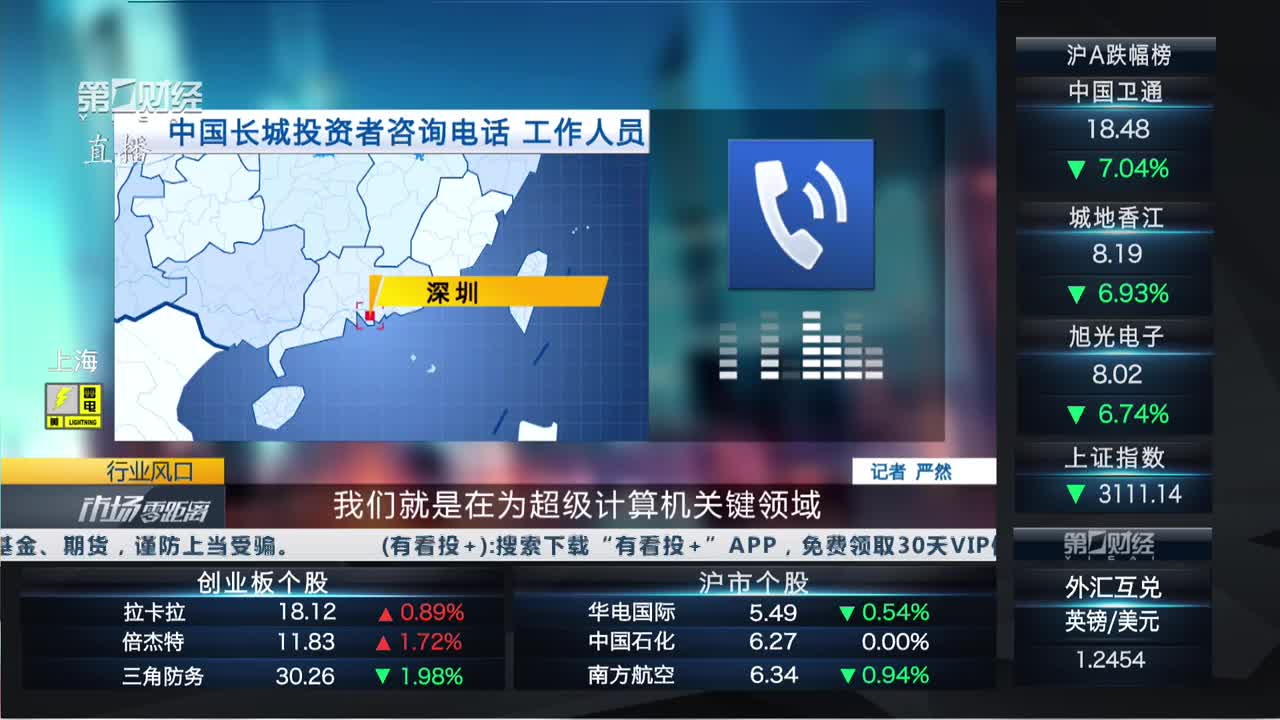 第一财经
直播
中国长城投资者咨询电话 工作人员
深圳
上海
雷电
黄 LIGHTNING
行业风口
市场零距离
记者 严然
我们就是在为超级计算机关键领域
基金、期货，谨防上当受骗。 (有看投+):搜索下载“有看投+”APP，免费领取30天VIP
创业板个股
拉卡拉 18.12 ▲ 0.89%
倍杰特 11.83 ▲ 1.72%
三角防务 30.26 ▼ 1.98%
沪市个股
华电国际 5.49 ▼ 0.54%
中国石化 6.27 0.00%
南方航空 6.34 ▼ 0.94%
沪A跌幅榜
中国卫通
18.48
▼ 7.04%
城地香江
8.19
▼ 6.93%
旭光电子
8.02
▼ 6.74%
上证指数
▼ 3111.14
第一财经
外汇互兑
英镑/美元
1.2454